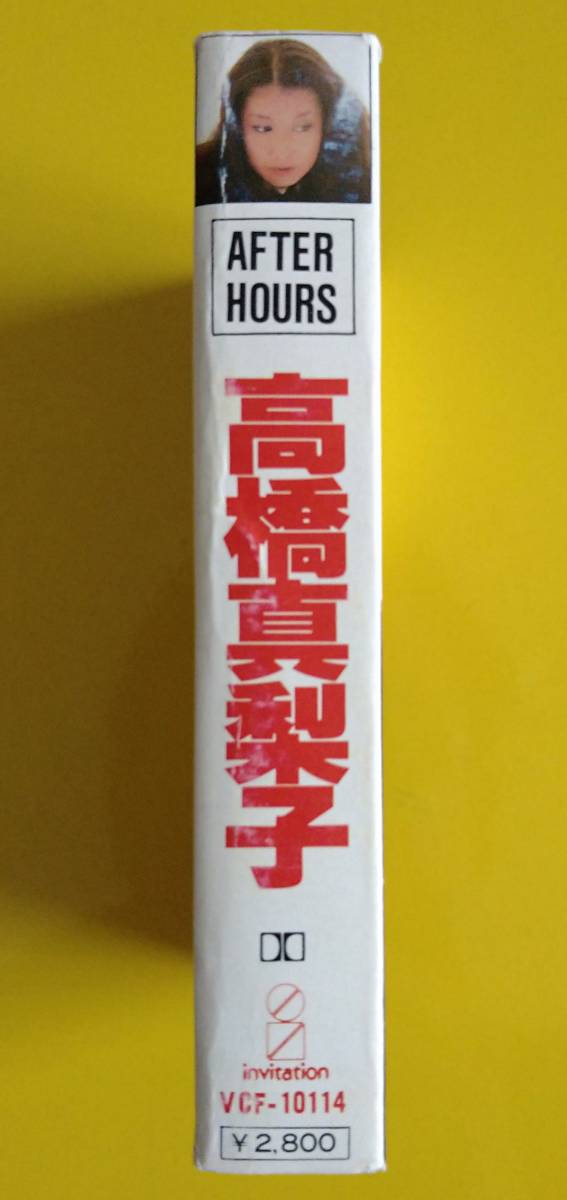 AFTER
HOURS
高橋真梨子
invitation
VCF-10114
¥2,800